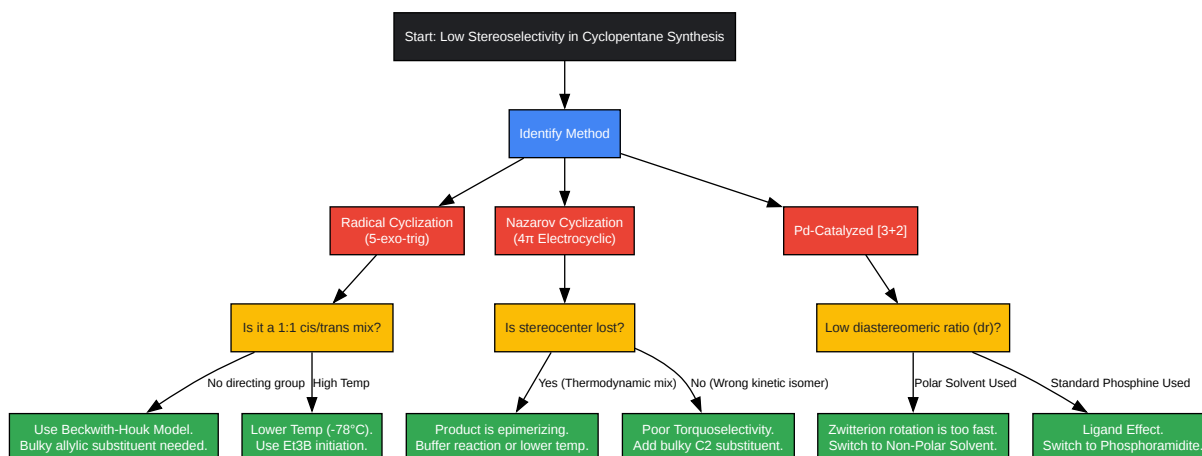 Start: Low Stereoselectivity in Cyclopentane Synthesis
Identify Method
Radical Cyclization
(5-exo-trig)
Nazarov Cyclization
(4π Electrocyclic)
Pd-Catalyzed [3+2]
Is it a 1:1 cis/trans mix?
Is stereocenter lost?
Low diastereomeric ratio (dr)?
No directing group
High Temp
Yes (Thermodynamic mix)
No (Wrong kinetic isomer)
Polar Solvent Used
Standard Phosphine Used
Use Beckwith-Houk Model.
Bulky allylic substituent needed.
Lower Temp (-78°C).
Use Et3B initiation.
Product is epimerizing.
Buffer reaction or lower temp.
Poor Torquoselectivity.
Add bulky C2 substituent.
Zwitterion rotation is too fast.
Switch to Non-Polar Solvent.
Ligand Effect.
Switch to Phosphoramidite.